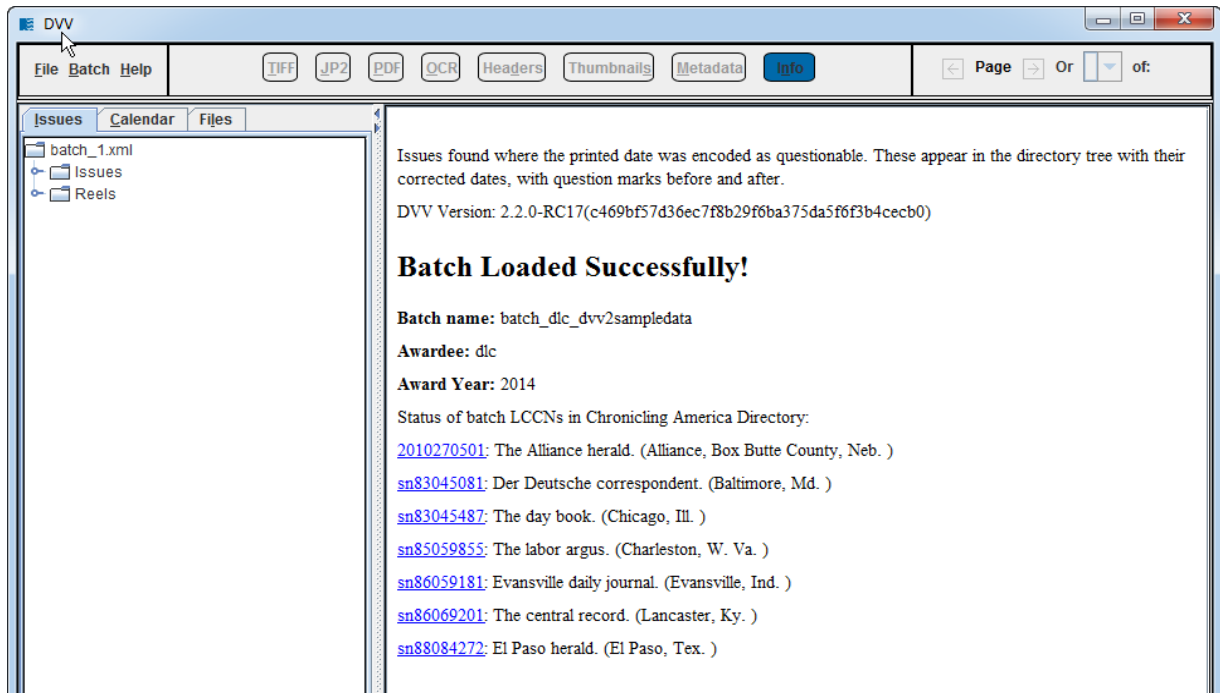 DVV
File Batch Help
TIFF JP2 PDF OCR Headers Thumbnails Metadata Info
Page Or of:
Issues Calendar Files
batch_1.xml
Issues
Reels
Issues found where the printed date was encoded as questionable. These appear in the directory tree with their
corrected dates, with question marks before and after.
DVV Version: 2.2.0-RC17(c469bf57d36ec7f8b29f6ba375da5f6f3b4cecb0)
Batch Loaded Successfully!
Batch name: batch_dlc_dvv2sampledata
Awardee: dlc
Award Year: 2014
Status of batch LCCNs in Chronicling America Directory:
2010270501: The Alliance herald. (Alliance, Box Butte County, Neb. )
sn83045081: Der Deutsche correspondent. (Baltimore, Md. )
sn83045487: The day book. (Chicago, Ill. )
sn85059855: The labor argus. (Charleston, W. Va. )
sn86059181: Evansville daily journal. (Evansville, Ind. )
sn86069201: The central record. (Lancaster, Ky. )
sn88084272: El Paso herald. (El Paso, Tex. )